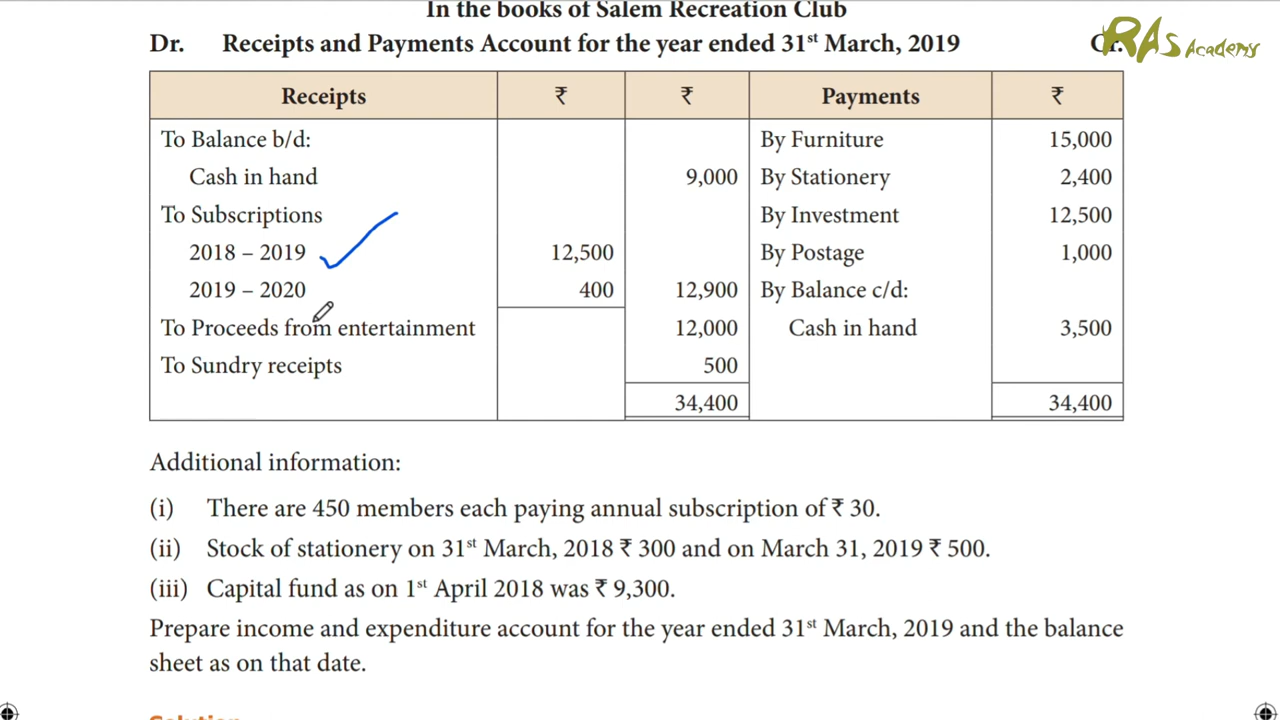 In the books of Salem Recreation Club
Dr. Receipts and Payments Account for the year ended 31st March, 2019 Cr.
RAS Academy
Receipts ₹ ₹ Payments ₹
To Balance b/d: By Furniture 15,000
Cash in hand 9,000 By Stationery 2,400
To Subscriptions By Investment 12,500
2018 – 2019 12,500 By Postage 1,000
2019 – 2020 400 12,900 By Balance c/d:
To Proceeds from entertainment 12,000 Cash in hand 3,500
To Sundry receipts 500
34,400 34,400
Additional information:
(i) There are 450 members each paying annual subscription of ₹ 30.
(ii) Stock of stationery on 31st March, 2018 ₹ 300 and on March 31, 2019 ₹ 500.
(iii) Capital fund as on 1st April 2018 was ₹ 9,300.
Prepare income and expenditure account for the year ended 31st March, 2019 and the balance
sheet as on that date.